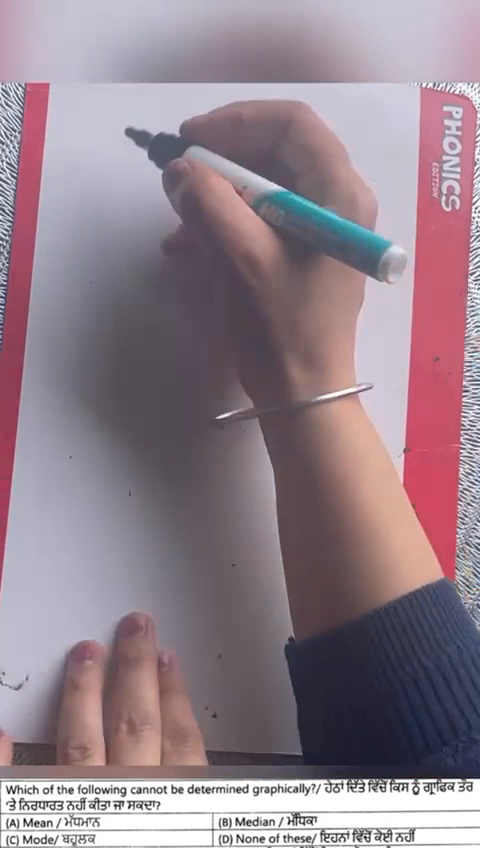 PHONICS
EDITION
Which of the following cannot be determined graphically?/ ਹੇਠਾਂ ਦਿੱਤੇ ਵਿੱਚੋਂ ਕਿਸ ਨੂੰ ਗ੍ਰਾਫਿਕ ਤੌਰ
'ਤੇ ਨਿਰਧਾਰਤ ਨਹੀਂ ਕੀਤਾ ਜਾ ਸਕਦਾ?
(A) Mean / ਮੱਧਮਾਨ (B) Median / ਮੱਧਿਕਾ
(C) Mode/ ਬਹੁਲਕ (D) None of these/ ਇਹਨਾਂ ਵਿੱਚੋਂ ਕੋਈ ਨਹੀਂ